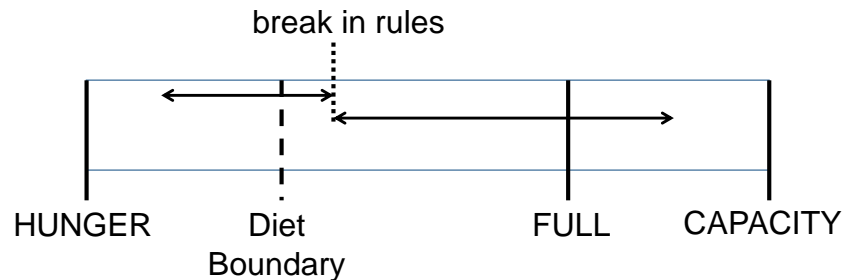 break in rules
HUNGER
Diet
Boundary
FULL
CAPACITY